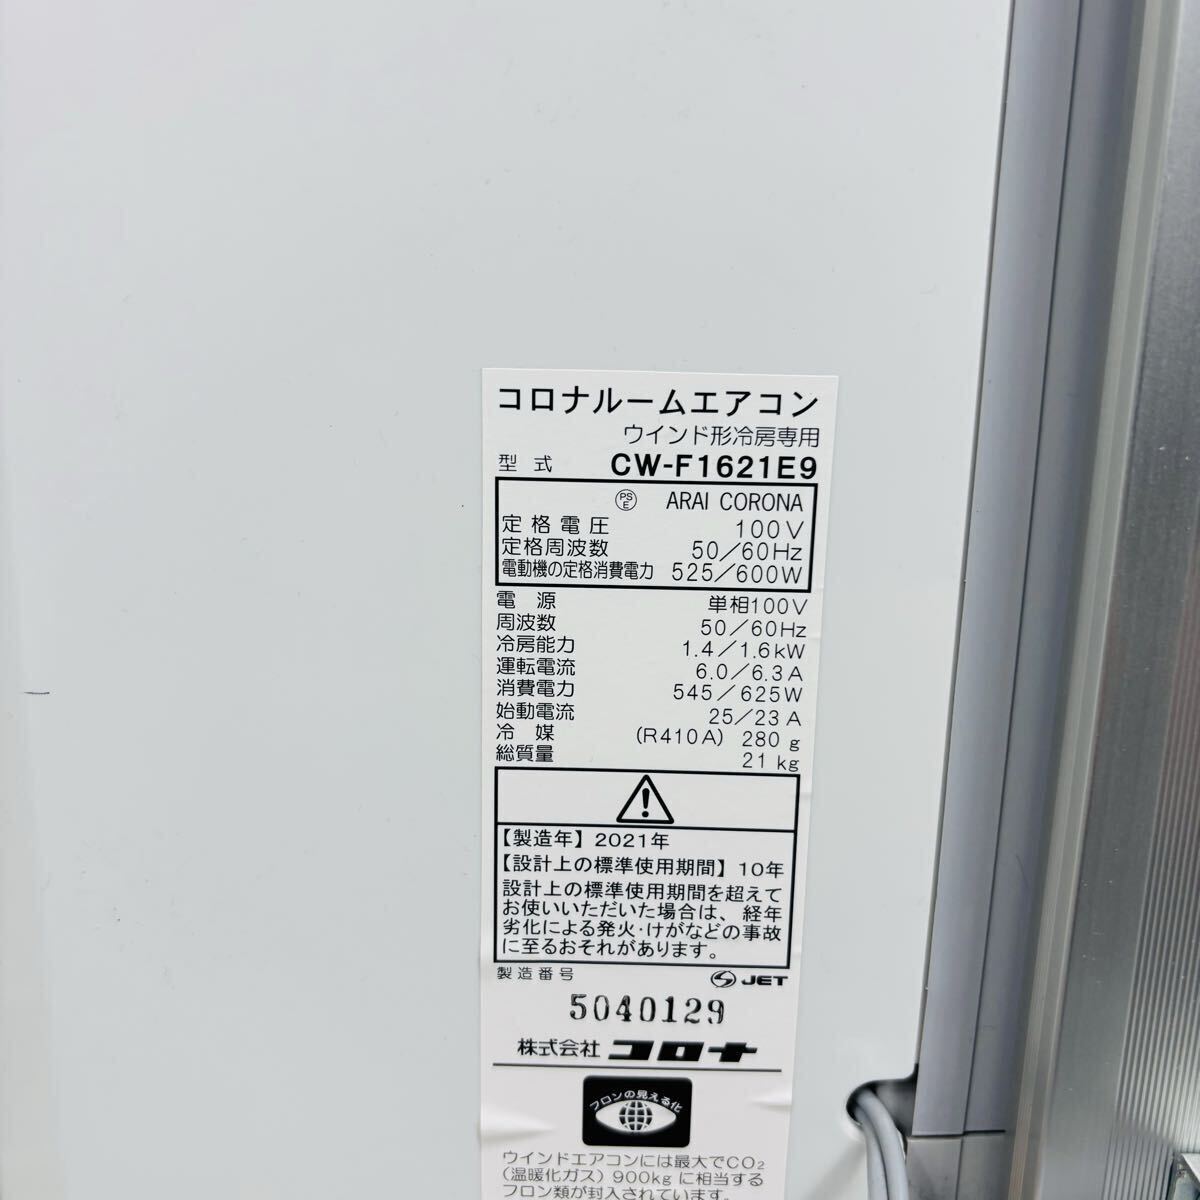 コロナルームエアコン
ウインド形冷房専用
型式 CW-F1621E9
PSE ARAI CORONA
定格電圧 100V
定格周波数 50/60Hz
電動機の定格消費電力 525/600W
電源 単相100V
周波数 50/60Hz
冷房能力 1.4/1.6kW
運転電流 6.0/6.3A
消費電力 545/625W
始動電流 25/23A
冷媒 (R410A) 280g
総質量 21kg
【製造年】2021年
【設計上の標準使用期間】10年
設計上の標準使用期間を超えて
お使いいただいた場合は、経年
劣化による発火・けがなどの事故
に至るおそれがあります。
製造番号 JET
5040129
株式会社 コロナ
フロンの見える化
ウインドエアコンには最大でCO₂
(温暖化ガス) 900kgに相当する
フロン類が封入されています。